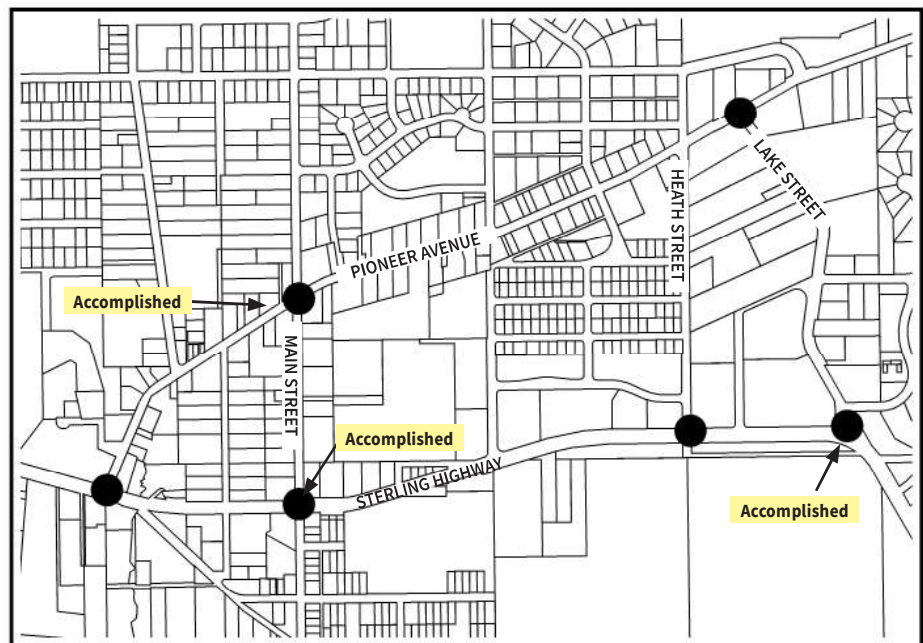 LAKE STREET
HEATH STREET
PIONEER AVENUE
Accomplished
MAIN STREET
Accomplished
STERLING HIGHWAY
Accomplished